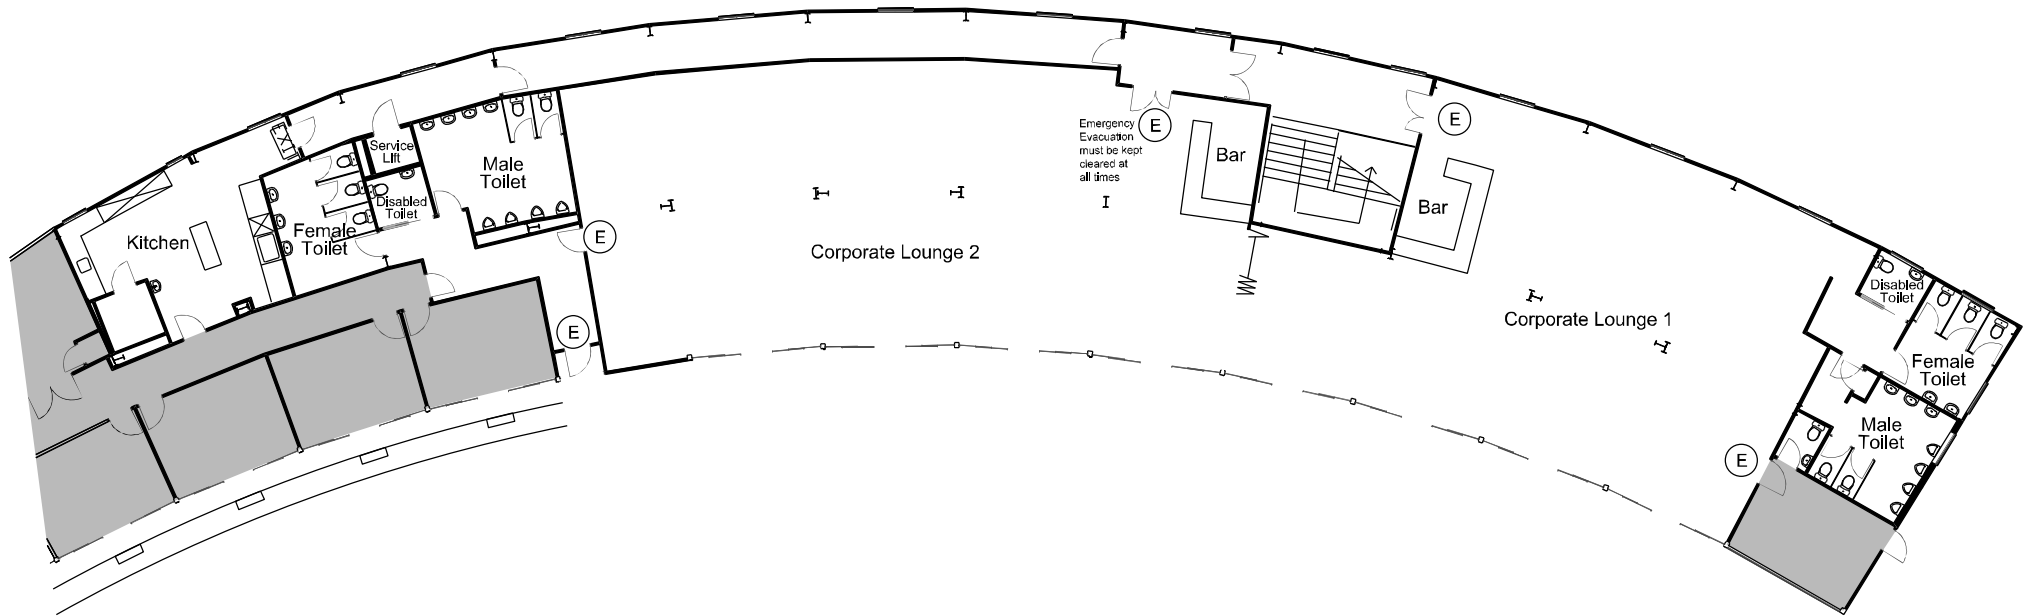 Kitchen
Female
Toilet
Service
Lift
Disabled
Toilet
Male
Toilet
E
E
Corporate Lounge 2
Emergency
Evacuation
must be kept
cleared at
all times
E
Bar
Bar
E
Corporate Lounge 1
Disabled
Toilet
Female
Toilet
Male
Toilet
E